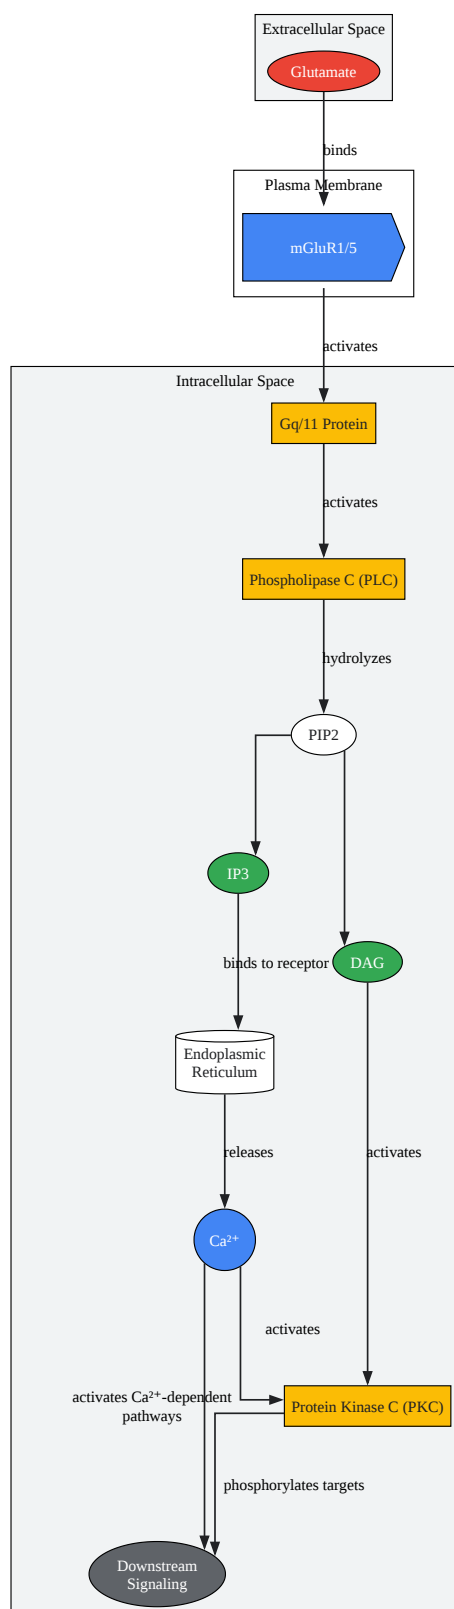 Extracellular Space
Glutamate
binds
Plasma Membrane
mGluR1/5
activates
Intracellular Space
Gq/11 Protein
activates
Phospholipase C (PLC)
hydrolyzes
PIP2
IP3
binds to receptor
DAG
Endoplasmic
Reticulum
releases
activates
Ca²⁺
activates
activates Ca²⁺-dependent
pathways
Protein Kinase C (PKC)
phosphorylates targets
Downstream
Signaling